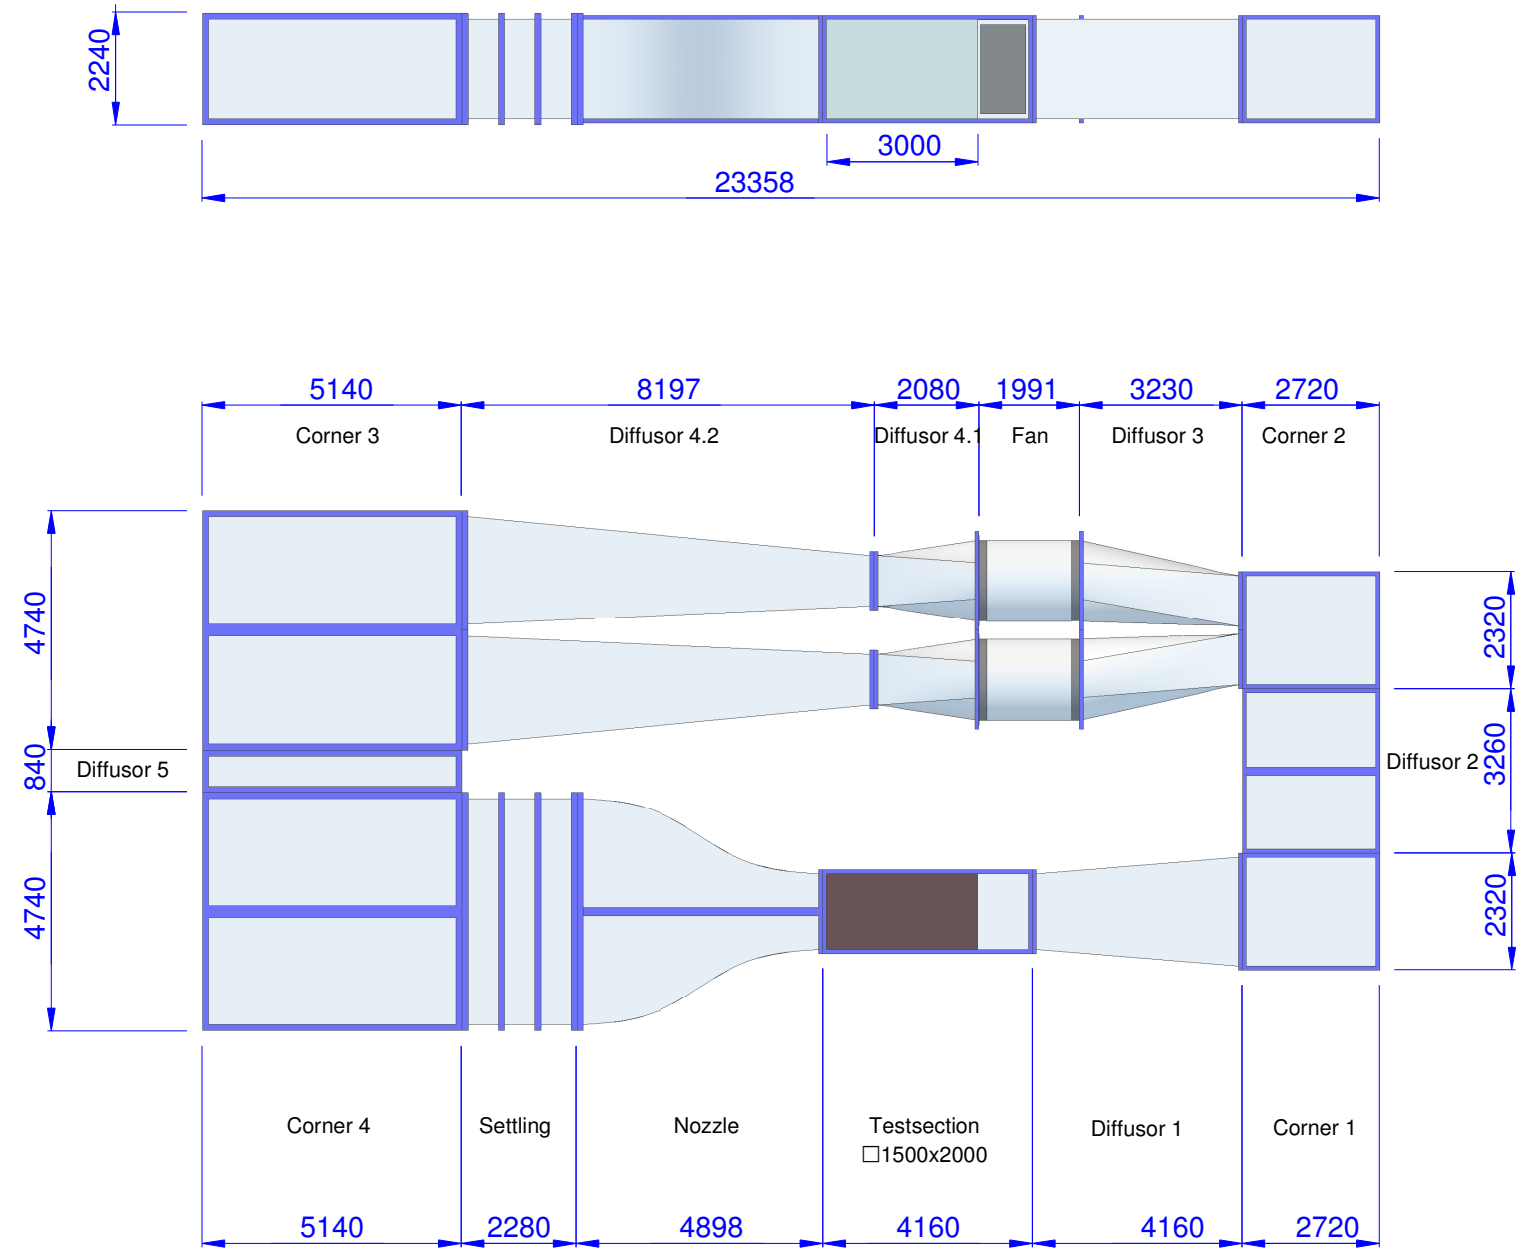 2240
3000
23358
5140
8197
2080
1991
3230
2720
Corner 3
Diffusor 4.2
Diffusor 4.1
Fan
Diffusor 3
Corner 2
4740
2320
840
Diffusor 5
Diffusor 2
3260
4740
2320
Corner 4
Settling
Nozzle
Testsection
□1500x2000
Diffusor 1
Corner 1
5140
2280
4898
4160
4160
2720